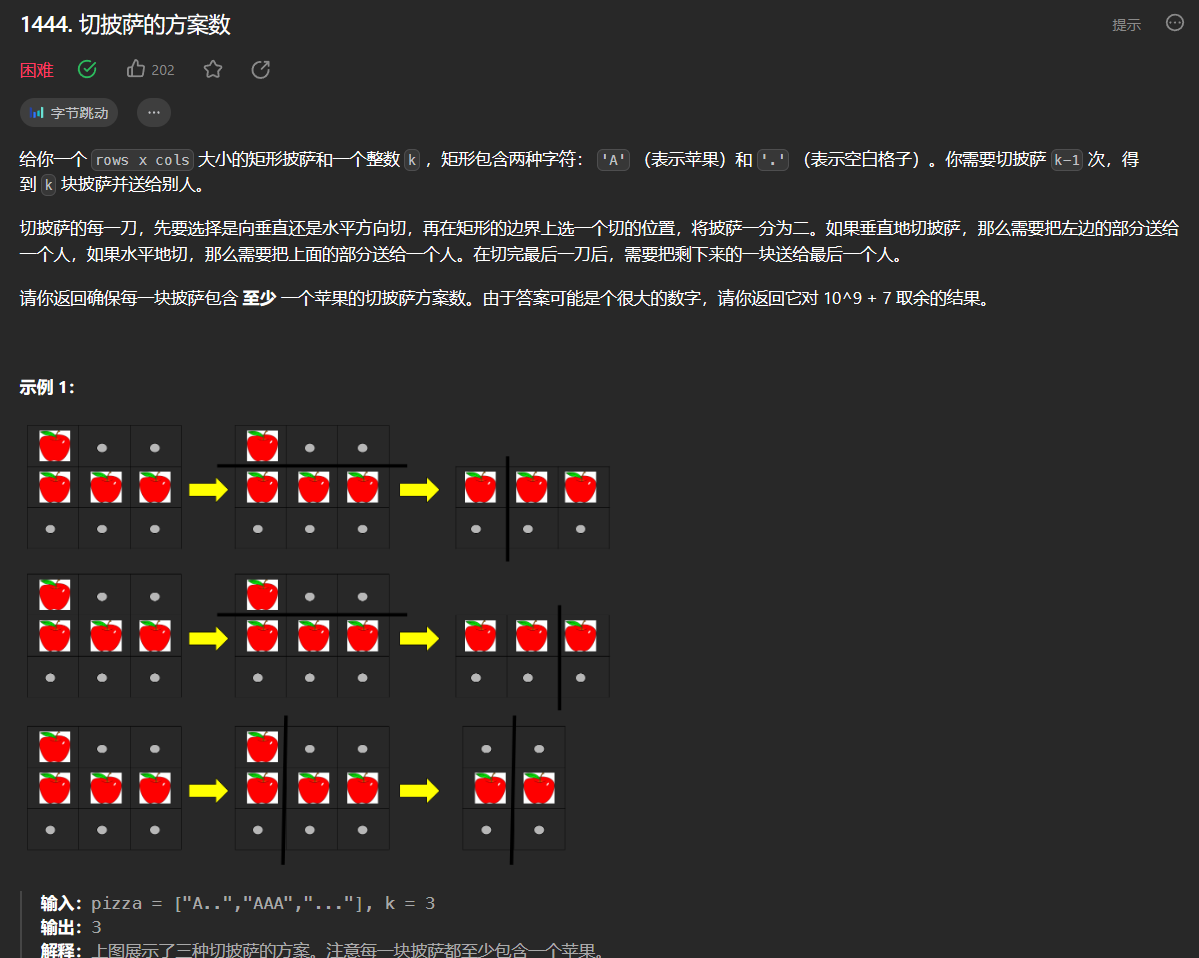 1444. 切披萨的方案数
提示
困难 202
字节跳动 ...
给你一个 rows x cols 大小的矩形披萨和一个整数 k ，矩形包含两种字符： 'A' （表示苹果）和 '.' （表示空白格子）。你需要切披萨 k-1 次，得
到 k 块披萨并送给别人。
切披萨的每一刀，先要选择是向垂直还是水平方向切，再在矩形的边界上选一个切的位置，将披萨一分为二。如果垂直地切披萨，那么需要把左边的部分送给
一个人，如果水平地切，那么需要把上面的部分送给一个人。在切完最后一刀后，需要把剩下来的一块送给最后一个人。
请你返回确保每一块披萨包含 至少 一个苹果的切披萨方案数。由于答案可能是个很大的数字，请你返回它对 10^9 + 7 取余的结果。
示例 1：
输入：pizza = ["A..","AAA","..."], k = 3
输出：3
解释：上图展示了三种切披萨的方案。注意每一块披萨都至少包含一个苹果。